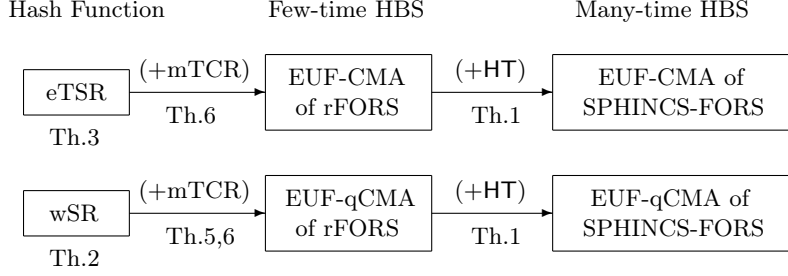 Hash Function Few-time HBS Many-time HBS
eTSR
Th.3
(+mTCR)
Th.6
EUF-CMA
of rFORS
(+HT)
Th.1
EUF-CMA of
SPHINCS-FORS
wSR
Th.2
(+mTCR)
Th.5,6
EUF-qCMA
of rFORS
(+HT)
Th.1
EUF-qCMA of
SPHINCS-FORS